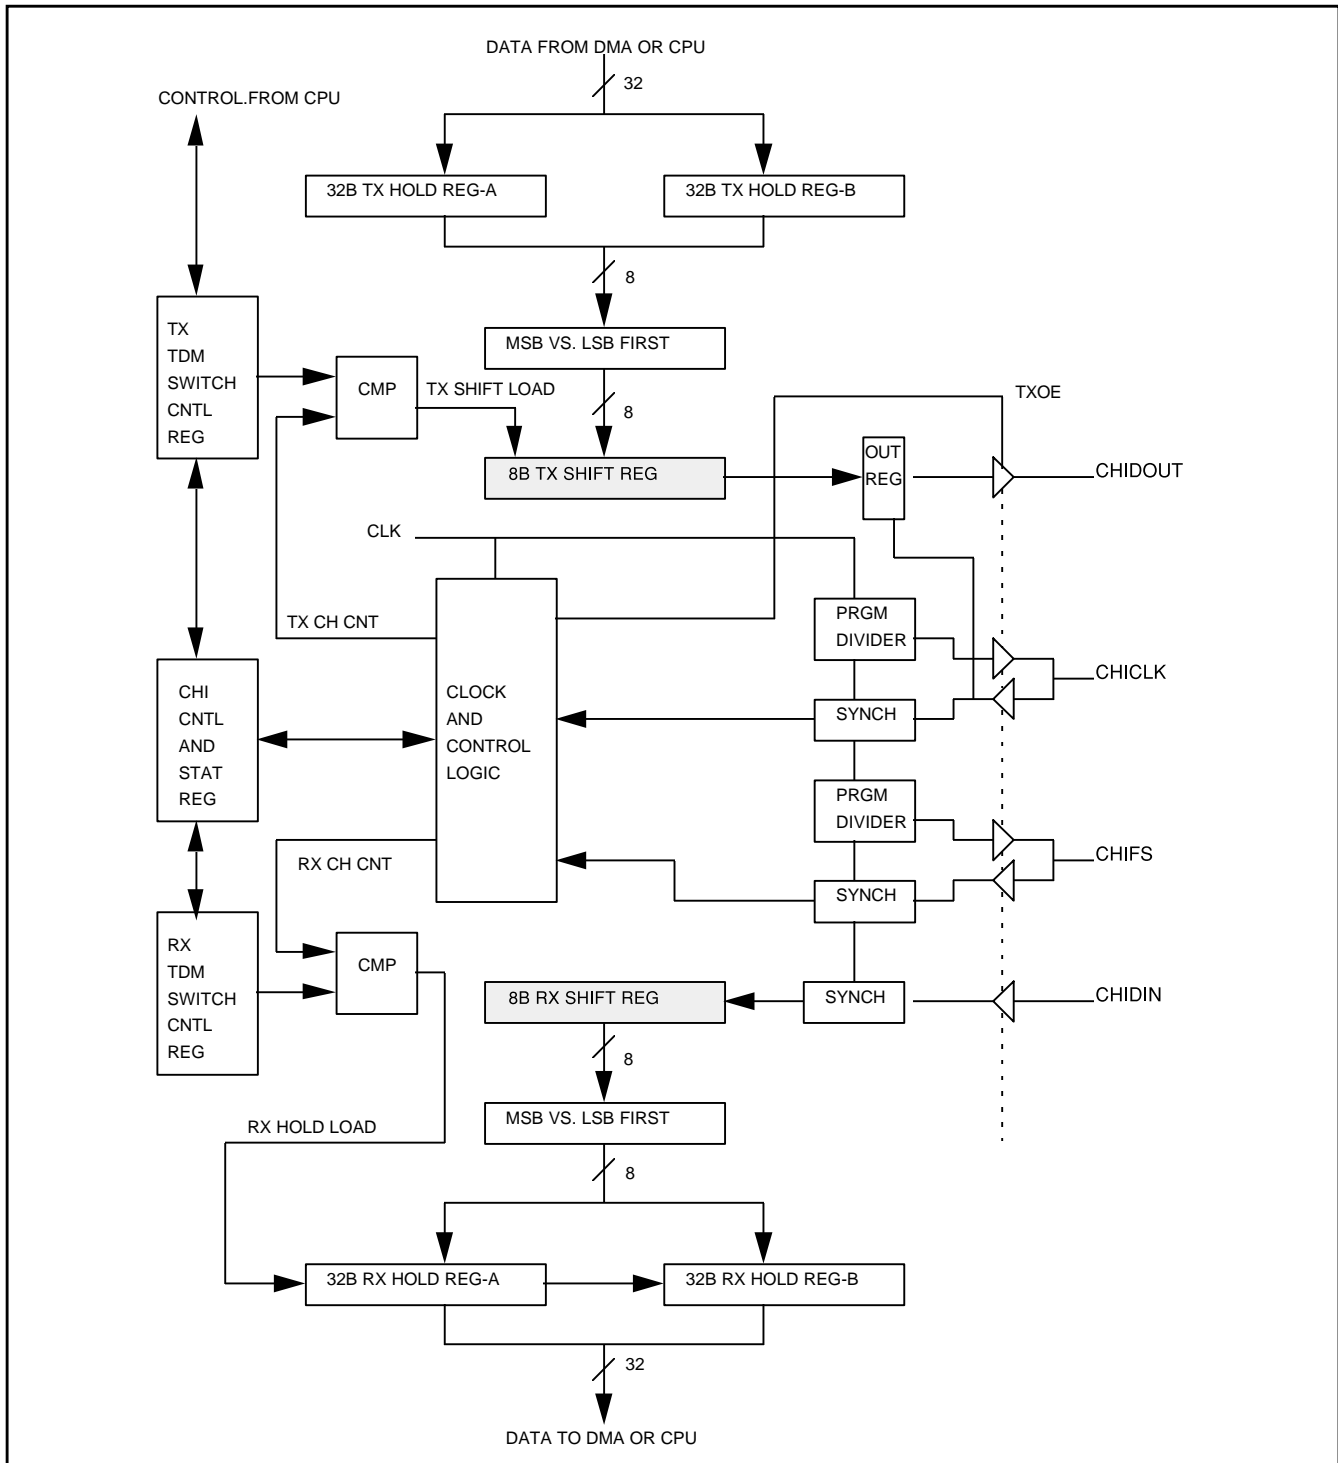 DATA FROM DMA OR CPU
32
CONTROL.FROM CPU
32B TX HOLD REG-A
32B TX HOLD REG-B
8
TX
TDM
SWITCH
CNTL
REG
MSB VS. LSB FIRST
CMP
TX SHIFT LOAD
8
TXOE
8B TX SHIFT REG
OUT
REG
CHIDOUT
CLK
TX CH CNT
PRGM
DIVIDER
CHICLK
CHI
CNTL
AND
STAT
REG
CLOCK
AND
CONTROL
LOGIC
SYNCH
PRGM
DIVIDER
CHIFS
RX CH CNT
SYNCH
RX
TDM
SWITCH
CNTL
REG
CMP
8B RX SHIFT REG
SYNCH
CHIDIN
8
MSB VS. LSB FIRST
RX HOLD LOAD
8
32B RX HOLD REG-A
32B RX HOLD REG-B
32
DATA TO DMA OR CPU